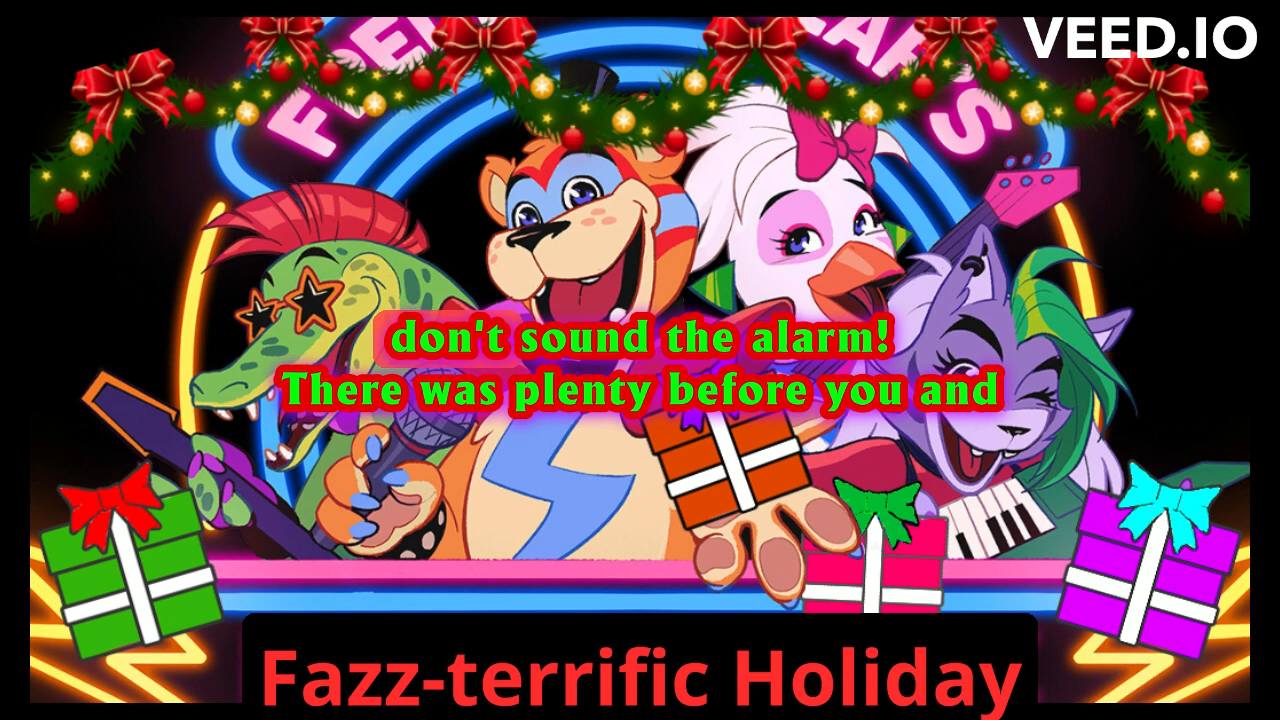 VEED.IO
don't sound the alarm!
There was plenty before you and
Fazz-terrific Holiday